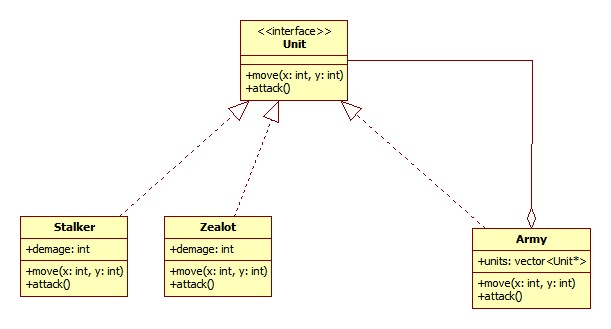 <<interface>>
Unit
+move(x: int, y: int)
+attack()
Stalker
+demage: int
+move(x: int, y: int)
+attack()
Zealot
+demage: int
+move(x: int, y: int)
+attack()
Army
+units: vector<Unit*>
+move(x: int, y: int)
+attack()